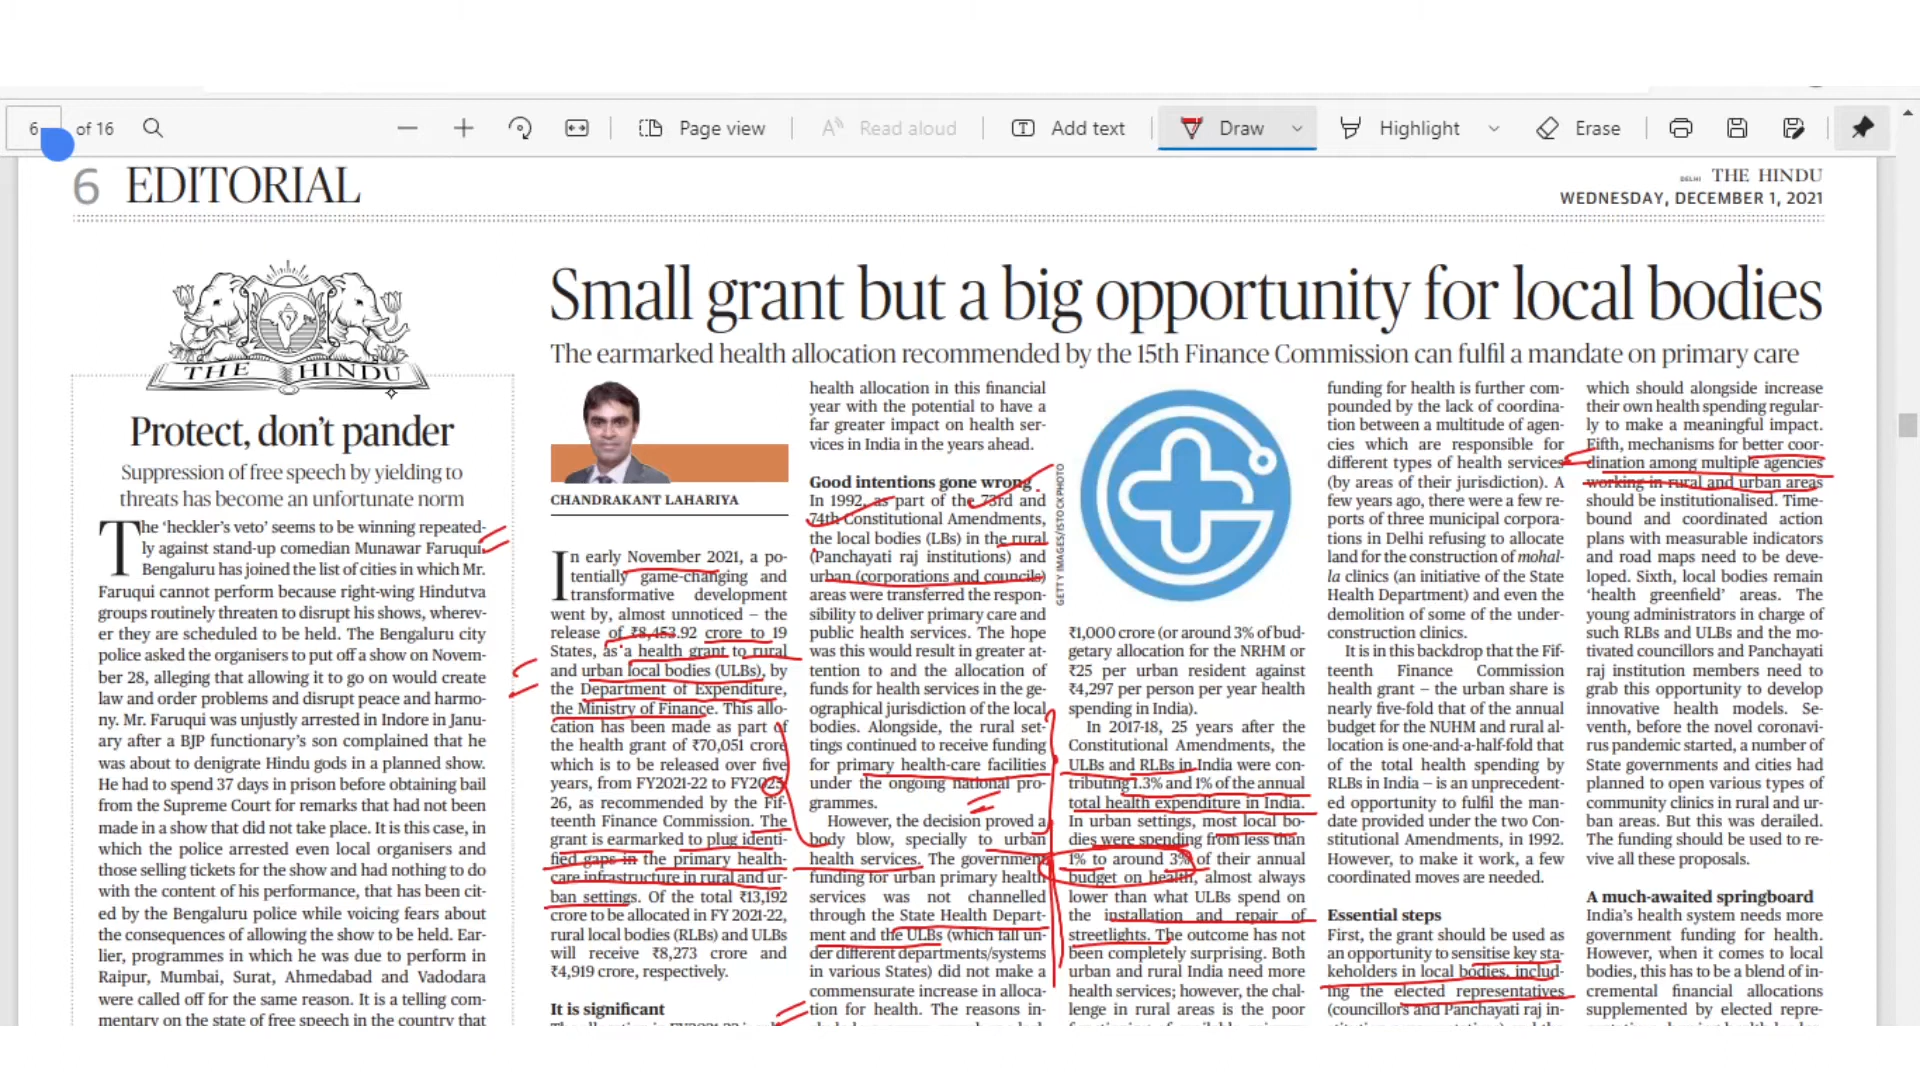 6 of 16
Page view
Read aloud
Add text
Draw
Highlight
Erase
6 EDITORIAL
DELHI THE HINDU
WEDNESDAY, DECEMBER 1, 2021
THE HINDU
Protect, don't pander
Suppression of free speech by yielding to
threats has become an unfortunate norm
The 'heckler's veto' seems to be winning repeated-
ly against stand-up comedian Munawar Faruqui.
Bengaluru has joined the list of cities in which Mr.
Faruqui cannot perform because right-wing Hindutva
groups routinely threaten to disrupt his shows, wherev-
er they are scheduled to be held. The Bengaluru city
police asked the organisers to put off a show on Novem-
ber 28, alleging that allowing it to go on would create
law and order problems and disrupt peace and harmo-
ny. Mr. Faruqui was unjustly arrested in Indore in Janu-
ary after a BJP functionary's son complained that he
was about to denigrate Hindu gods in a planned show.
He had to spend 37 days in prison before obtaining bail
from the Supreme Court for remarks that had not been
made in a show that did not take place. It is this case, in
which the police arrested even local organisers and
those selling tickets for the show and had nothing to do
with the content of his performance, that has been cit-
ed by the Bengaluru police while voicing fears about
the consequences of allowing the show to be held. Ear-
lier, programmes in which he was due to perform in
Raipur, Mumbai, Surat, Ahmedabad and Vadodara
were called off for the same reason. It is a telling com-
mentary on the state of free speech in the country that
Small grant but a big opportunity for local bodies
The earmarked health allocation recommended by the 15th Finance Commission can fulfil a mandate on primary care
CHANDRAKANT LAHARIYA
In early November 2021, a po-
tentially game-changing and
transformative development
went by, almost unnoticed – the
release of ₹8,453.92 crore to 19
States, as a health grant to rural
and urban local bodies (ULBs), by
the Department of Expenditure,
the Ministry of Finance. This allo-
cation has been made as part of
the health grant of ₹70,051 crore
which is to be released over five
years, from FY2021-22 to FY2025-
26, as recommended by the Fif-
teenth Finance Commission. The
grant is earmarked to plug identi-
fied gaps in the primary health-
care infrastructure in rural and ur-
ban settings. Of the total ₹13,192
crore to be allocated in FY 2021-22,
rural local bodies (RLBs) and ULBs
will receive ₹8,273 crore and
₹4,919 crore, respectively.
It is significant
health allocation in this financial
year with the potential to have a
far greater impact on health ser-
vices in India in the years ahead.
Good intentions gone wrong
In 1992, as part of the 73rd and
74th Constitutional Amendments,
the local bodies (LBs) in the rural
(Panchayati raj institutions) and
urban (corporations and councils)
areas were transferred the respon-
sibility to deliver primary care and
public health services. The hope
was this would result in greater at-
tention to and the allocation of
funds for health services in the ge-
ographical jurisdiction of the local
bodies. Alongside, the rural set-
tings continued to receive funding
for primary health-care facilities
under the ongoing national pro-
grammes.
However, the decision proved a
body blow, specially to urban
health services. The government
funding for urban primary health
services was not channelled
through the State Health Depart-
ment and the ULBs (which fall un-
der different departments/systems
in various States) did not make a
commensurate increase in alloca-
tion for health. The reasons in-
GETTY IMAGES/ISTOCKPHOTO
₹1,000 crore (or around 3% of bud-
getary allocation for the NRHM or
₹25 per urban resident against
₹4,297 per person per year health
spending in India).
In 2017-18, 25 years after the
Constitutional Amendments, the
ULBs and RLBs in India were con-
tributing 1.3% and 1% of the annual
total health expenditure in India.
In urban settings, most local bo-
dies were spending from less than
1% to around 3% of their annual
budget on health, almost always
lower than what ULBs spend on
the installation and repair of
streetlights. The outcome has not
been completely surprising. Both
urban and rural India need more
health services; however, the chal-
lenge in rural areas is the poor
funding for health is further com-
pounded by the lack of coordina-
tion between a multitude of agen-
cies which are responsible for
different types of health services
(by areas of their jurisdiction). A
few years ago, there were a few re-
ports of three municipal corpora-
tions in Delhi refusing to allocate
land for the construction of mohal-
la clinics (an initiative of the State
Health Department) and even the
demolition of some of the under-
construction clinics.
It is in this backdrop that the Fif-
teenth Finance Commission
health grant – the urban share is
nearly five-fold that of the annual
budget for the NUHM and rural al-
location is one-and-a-half-fold that
of the total health spending by
RLBs in India – is an unprecedent-
ed opportunity to fulfil the man-
date provided under the two Con-
stitutional Amendments, in 1992.
However, to make it work, a few
coordinated moves are needed.
Essential steps
First, the grant should be used as
an opportunity to sensitise key sta-
keholders in local bodies, includ-
ing the elected representatives
(councillors and Panchayati raj in-
which should alongside increase
their own health spending regular-
ly to make a meaningful impact.
Fifth, mechanisms for better coor-
dination among multiple agencies
working in rural and urban areas
should be institutionalised. Time-
bound and coordinated action
plans with measurable indicators
and road maps need to be deve-
loped. Sixth, local bodies remain
'health greenfield' areas. The
young administrators in charge of
such RLBs and ULBs and the mo-
tivated councillors and Panchayati
raj institution members need to
grab this opportunity to develop
innovative health models. Se-
venth, before the novel coronavi-
rus pandemic started, a number of
State governments and cities had
planned to open various types of
community clinics in rural and ur-
ban areas. But this was derailed.
The funding should be used to re-
vive all these proposals.
A much-awaited springboard
India's health system needs more
government funding for health.
However, when it comes to local
bodies, this has to be a blend of in-
cremental financial allocations
supplemented by elected repre-